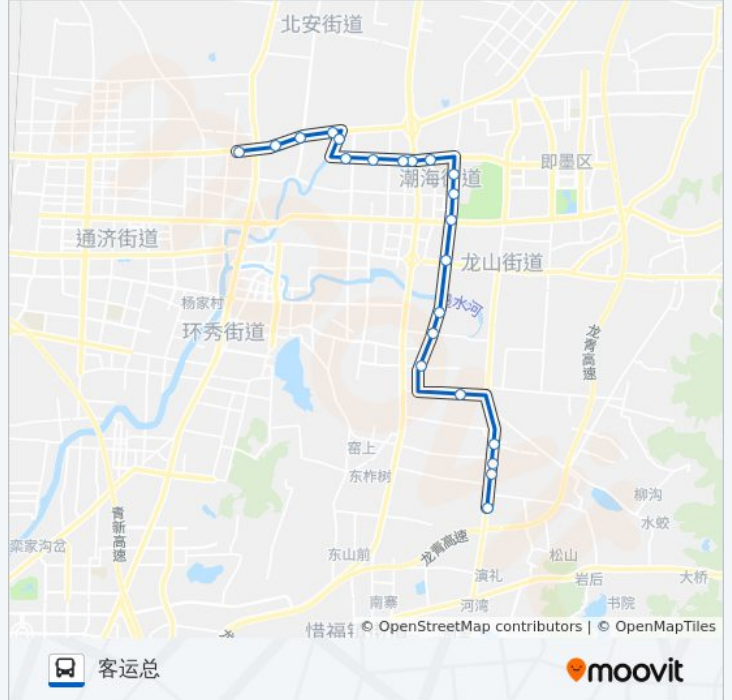 北安街道
即墨区
潮海街道
通济街道
龙山街道
杨家村
墨水河
环秀街道
龙青高速
窑上
东柞树
柳沟
青新高速
水蛟
栾家沟岔
龙青高速
东山前
松山
演礼
岩后
大桥
南寨
河湾
书院
惜福镇街道
© OpenStreetMap contributors | © OpenMapTiles
客运总
moovit